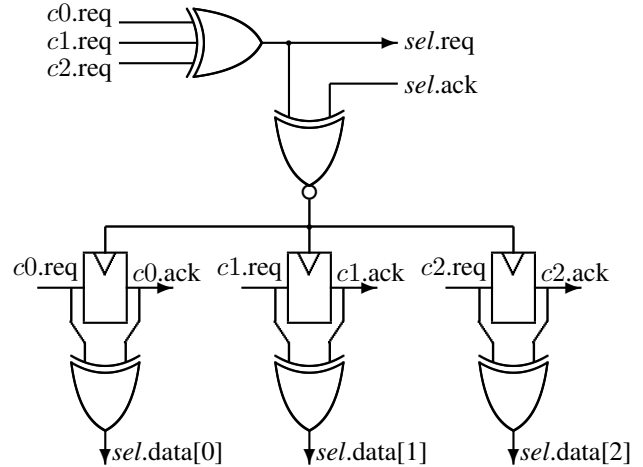 c0.req
c1.req
c2.req
sel.req
sel.ack
c0.req c0.ack c1.req c1.ack c2.req c2.ack
sel.data[0] sel.data[1] sel.data[2]